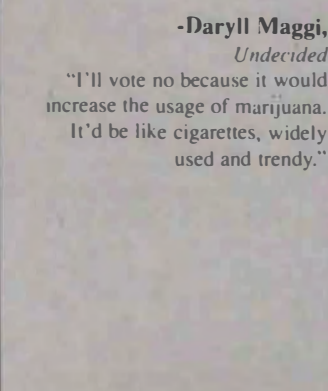 -Daryll Maggi,
Undecided
“I’ll vote no because it would
increase the usage of marijuana.
It’d be like cigarettes, widely
used and trendy.”